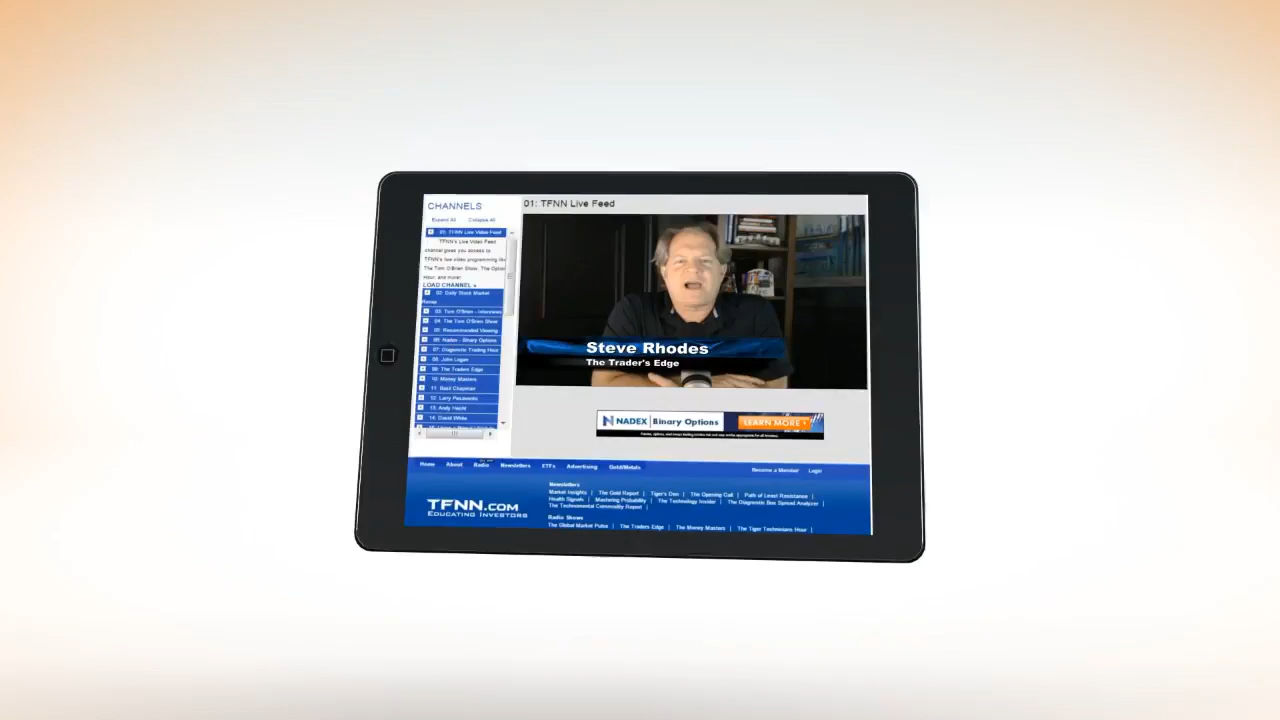 CHANNELS
Expand All Collapse All
01: TFNN Live Video Feed
TFNN's Live Video Feed
channel gives you access to
TFNN's live video programming like
The Tom O'Brien Show, The Option
Hour, and more!
LOAD CHANNEL »
02: Daily Stock Market
Recap
03: Tom O'Brien - Interviews
04: The Tom O'Brien Show
05: Recommended Viewing
06: Nadex - Binary Options
07: Diagnostic Trading Hour
08: John Logan
09: The Traders Edge
10: Money Masters
11: Basil Chapman
12: Larry Pesavento
13: Andy Hecht
14: David White
01: TFNN Live Feed
Steve Rhodes
The Trader's Edge
NADEX Binary Options LEARN MORE
Home About Radio Newsletters ETFs Advertising Gold/Metals Become a Member Login
TFNN.COM
EDUCATING INVESTORS
Newsletters
Market Insights | The Gold Report | Tiger's Den | The Opening Call | Path of Least Resistance |
Health Signals | Mastering Probability | The Technology Insider | The Diagnostic Box Spread Analyzer |
The Technomental Commodity Report |
Radio Shows
The Global Market Pulse | The Traders Edge | The Money Masters | The Tiger Technicians Hour |